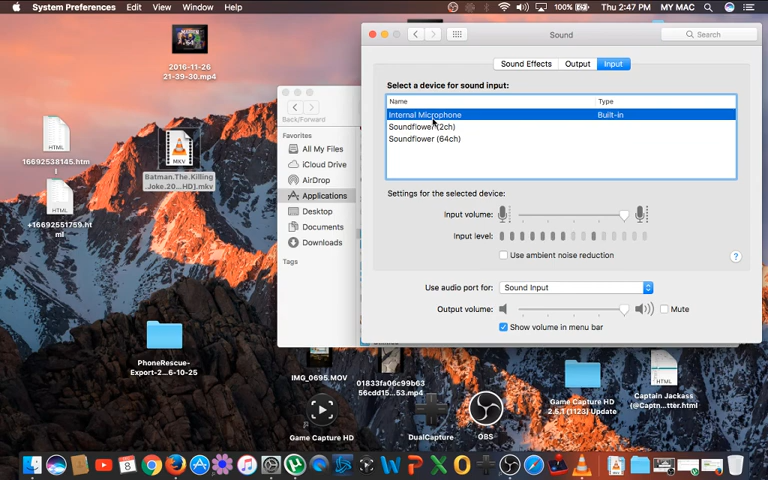 System Preferences Edit View Window Help
100% Thu 2:47 PM MY MAC
2016-11-26
21-39-30.mp4
16692538145.htm
l
+16692551759.ht
ml
MKV
Batman.The.Killing
.Joke.20...HD].mkv
HTML
HTML
PhoneRescue-
Export-2...6-10-25
Back/Forward
Favorites
All My Files
iCloud Drive
AirDrop
Applications
Desktop
Documents
Downloads
Tags
Sound
Search
Sound Effects Output Input
Select a device for sound input:
Name Type
Internal Microphone Built-in
Soundflower (2ch)
Soundflower (64ch)
Settings for the selected device:
Input volume:
Input level:
Use ambient noise reduction
?
Use audio port for: Sound Input
Output volume: Mute
Show volume in menu bar
IMG_0695.MOV
01833fa06c99b63
56cdd15...53.mp4
Game Capture HD
DualCapture
OBS
Game Capture HD
2.5.1 (1123) Update
HTML
Captain Jackass
(@Captn...tter.html